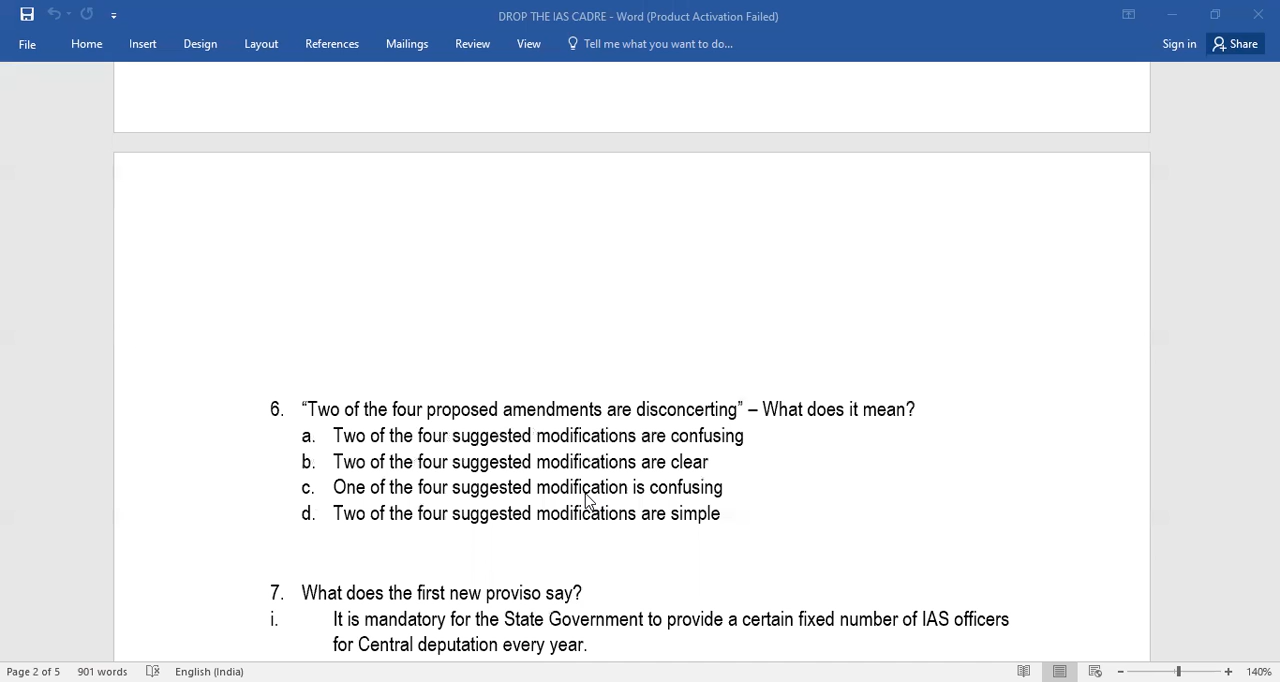 DROP THE IAS CADRE - Word (Product Activation Failed)
File Home Insert Design Layout References Mailings Review View Tell me what you want to do... Sign in Share
6. “Two of the four proposed amendments are disconcerting” – What does it mean?
a. Two of the four suggested modifications are confusing
b. Two of the four suggested modifications are clear
c. One of the four suggested modification is confusing
d. Two of the four suggested modifications are simple
7. What does the first new proviso say?
i. It is mandatory for the State Government to provide a certain fixed number of IAS officers
for Central deputation every year.
Page 2 of 5 901 words English (India) 140%